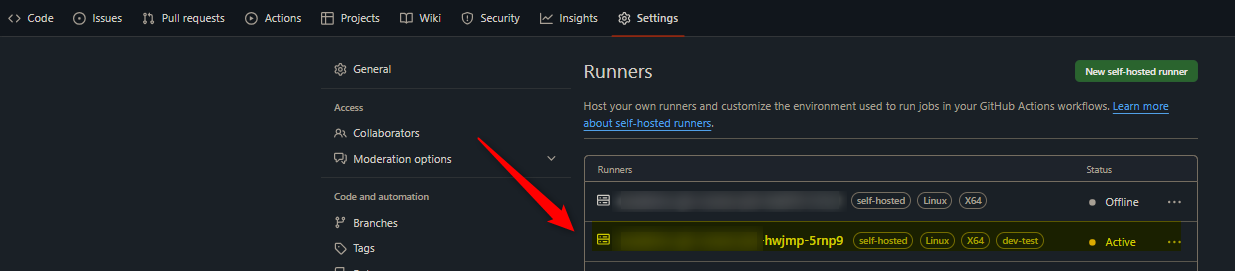 Code Issues Pull requests Actions Projects Wiki Security Insights Settings
General
Access
Collaborators
Moderation options
Code and automation
Branches
Tags
Runners
New self-hosted runner
Host your own runners and customize the environment used to run jobs in your GitHub Actions workflows. Learn more
about self-hosted runners.
Runners Status
self-hosted Linux X64 Offline
-hwjmp-5rnp9 self-hosted Linux X64 dev-test Active